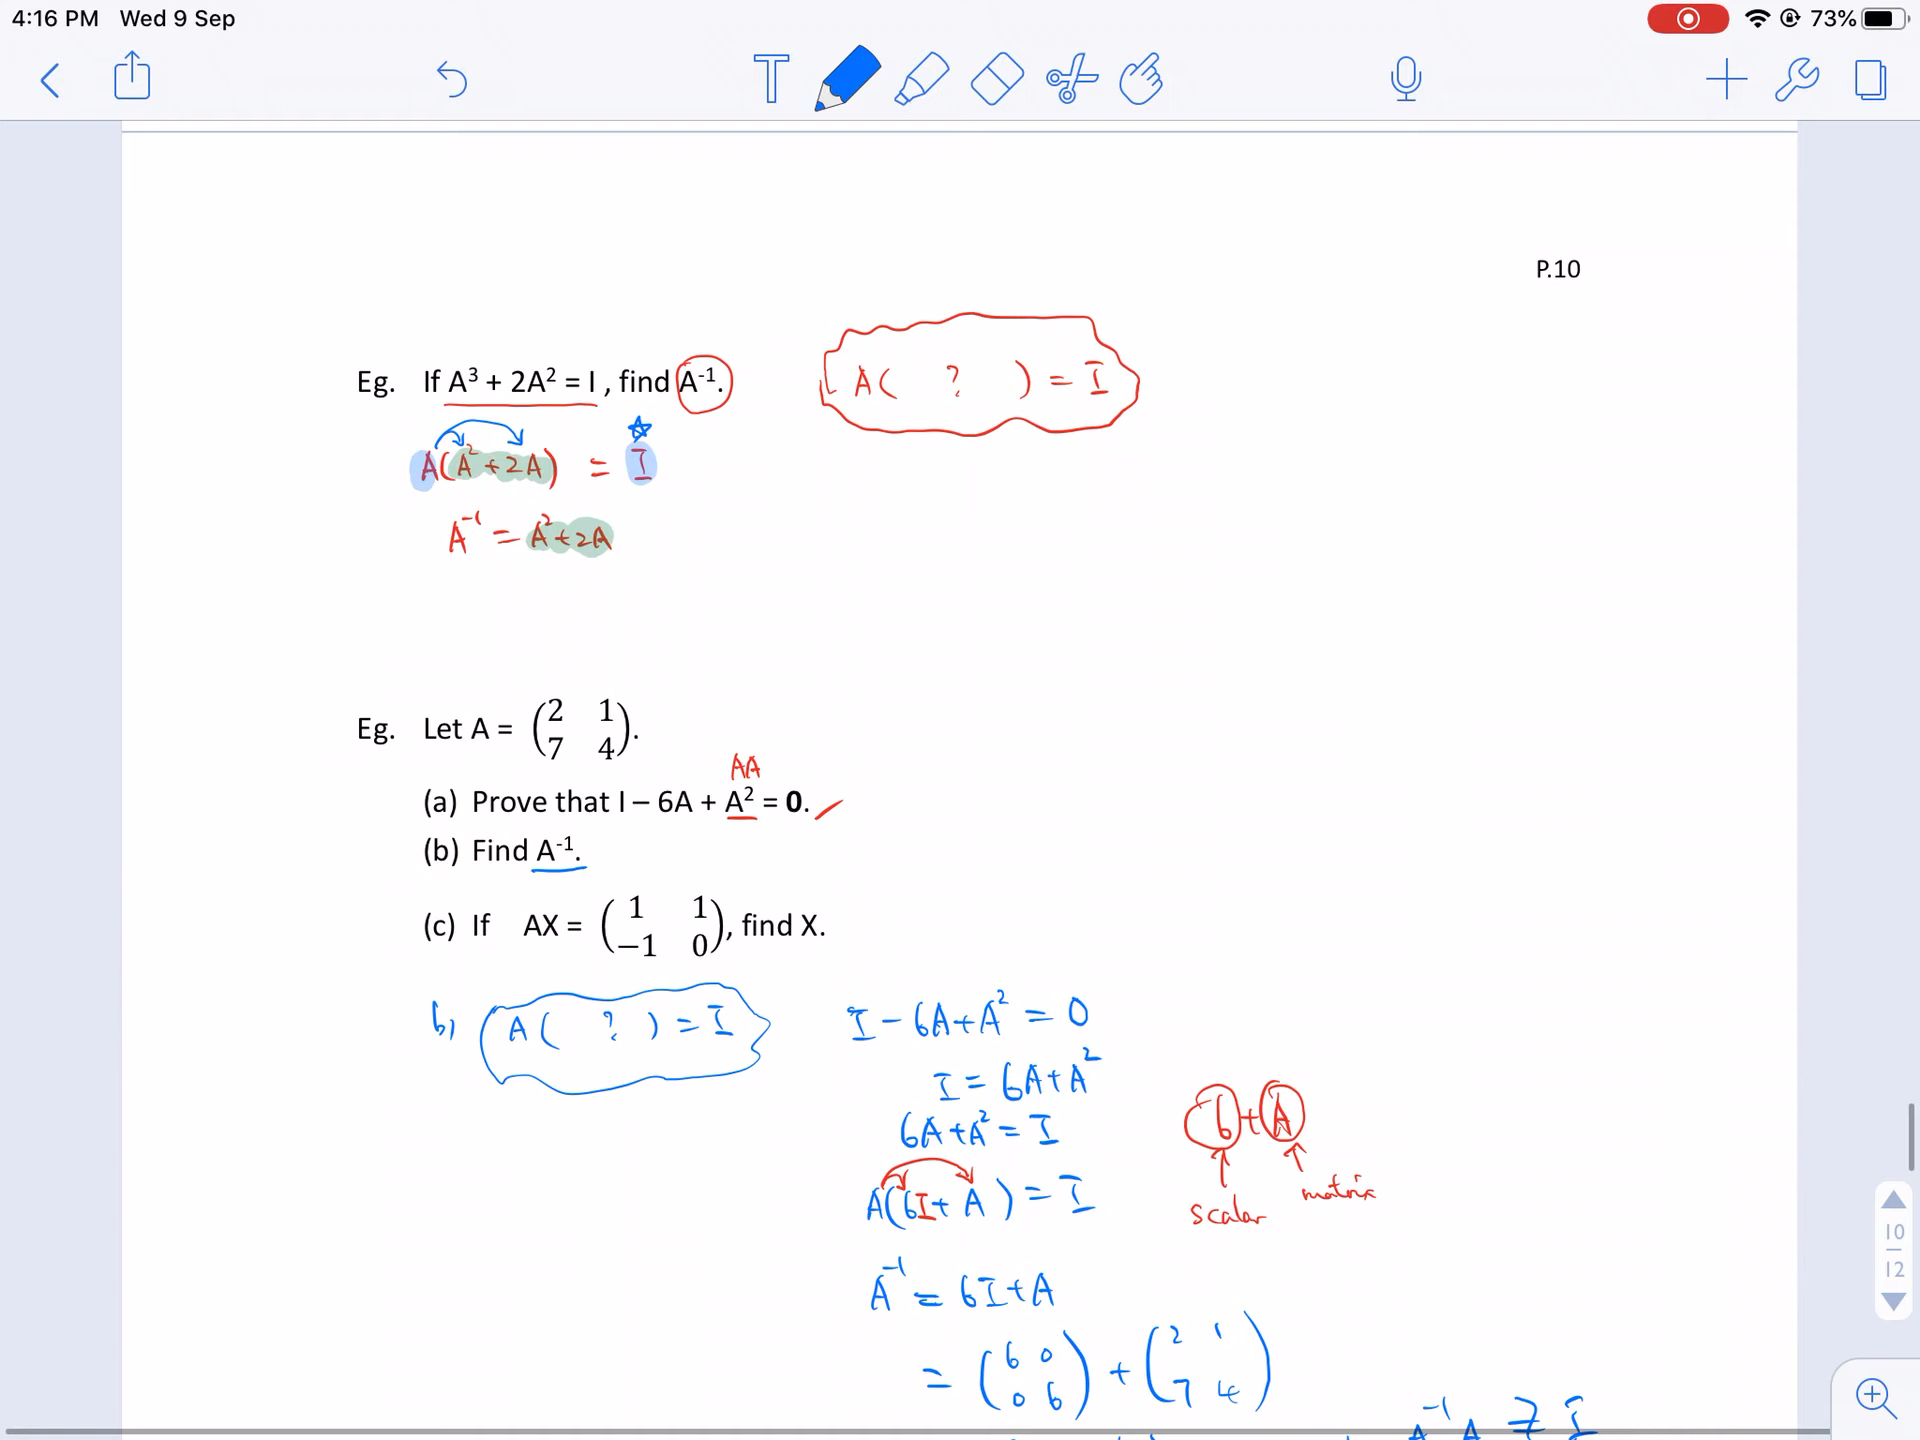 4:16 PM Wed 9 Sep 73%
T
P.10
Eg. If A³ + 2A² = I , find A⁻¹.
A( ? ) = I
A(A²+2A) = I
A⁻¹ = A²+2A
Eg. Let A = (2 1
7 4).
AA
(a) Prove that I – 6A + A² = 0.
(b) Find A⁻¹.
(c) If AX = (1 1
−1 0), find X.
b) A( ? ) = I
I - 6A + A² = 0
I = 6A + A²
6A + A² = I
A(6I + A) = I
6 + A
scalar
matrix
A⁻¹ = 6I + A
= (6 0
0 6) + (2 1
7 4)
A⁻¹A I
10
12